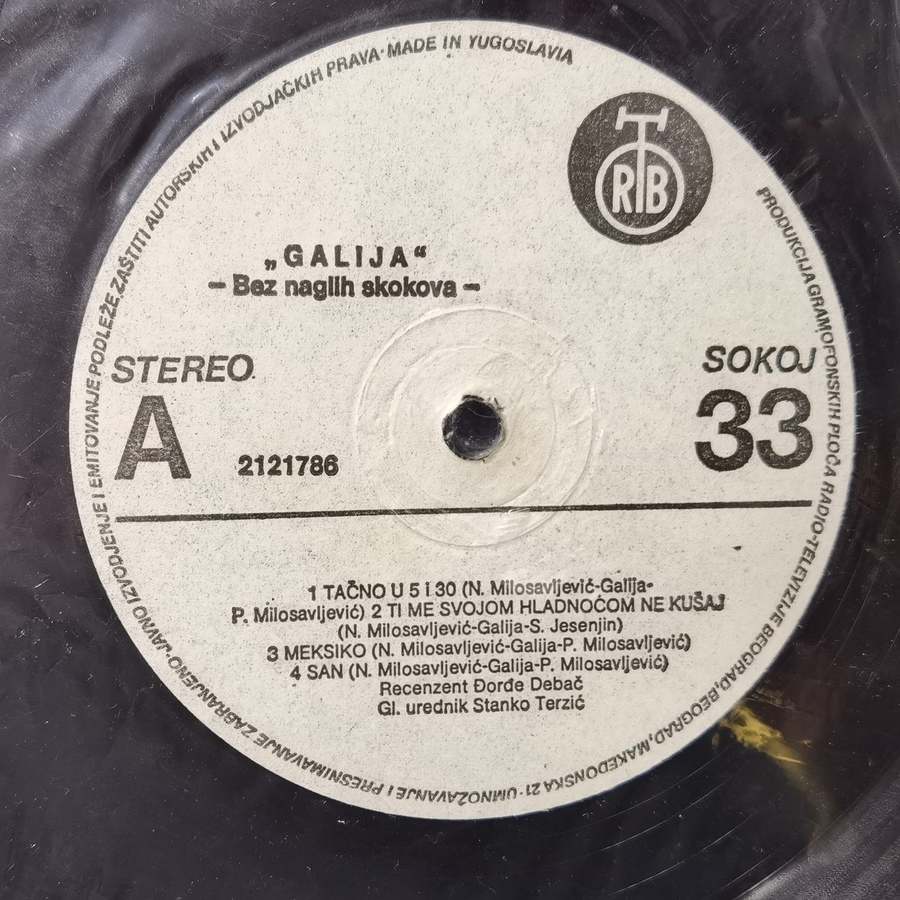 PRODUKCIJA GRAMOFONSKIH PLOČA RADIO-TELEVIZIJE BEOGRAD, BEOGRAD, MAKEDONSKA 21 · UMNOŽAVANJE I PRESNIMAVANJE ZABRANJENO · JAVNO IZVODJENJE I EMITOVANJE PODLEŽE ZAŠTITI AUTORSKIH I IZVODJAČKIH PRAVA · MADE IN YUGOSLAVIA
RTB
„GALIJA“
- Bez naglih skokova -
STEREO
SOKOJ
A
33
2121786
1 TAČNO U 5 I 30 (N. Milosavljević-Galija-
P. Milosavljević) 2 TI ME SVOJOM HLADNOĆOM NE KUŠAJ
(N. Milosavljević-Galija-S. Jesenjin)
3 MEKSIKO (N. Milosavljević-Galija-P. Milosavljević)
4 SAN (N. Milosavljević-Galija-P. Milosavljević)
Recenzent Đorđe Debač
Gl. urednik Stanko Terzić